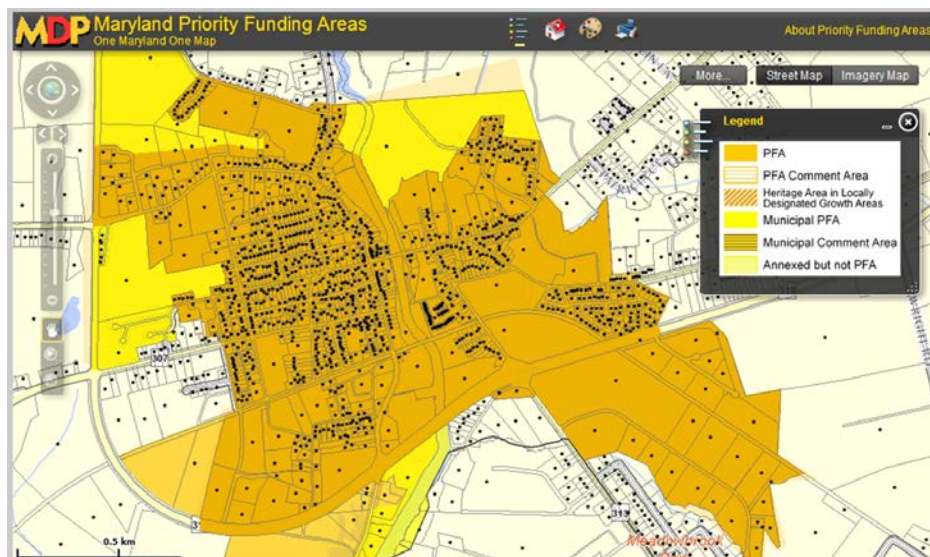 MDP Maryland Priority Funding Areas
One Maryland One Map
About Priority Funding Areas
More...
Street Map
Imagery Map
Legend
PFA
PFA Comment Area
Heritage Area in Locally
Designated Growth Areas
Municipal PFA
Municipal Comment Area
Annexed but not PFA
318
307
313
0.5 km
Meadowbrook